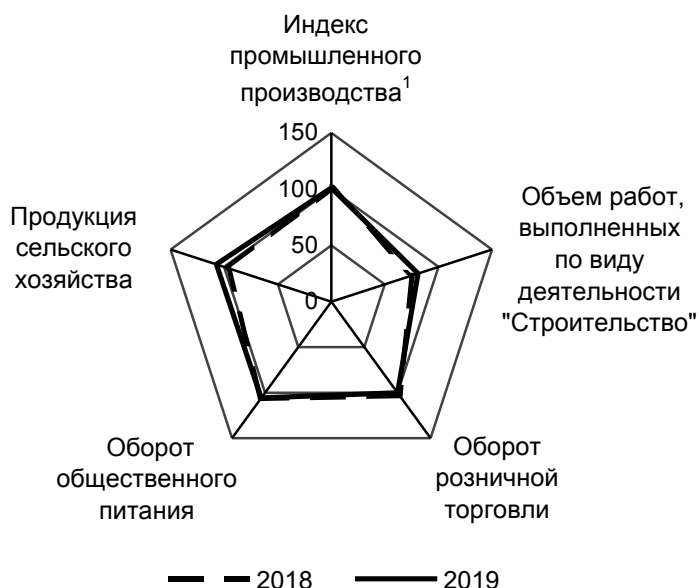 Индекс
промышленного
производства¹
150
100
50
0
Объем работ,
выполненных
по виду
деятельности
"Строительство"
Продукция
сельского
хозяйства
Оборот
общественного
питания
Оборот
розничной
торговли
2018 2019